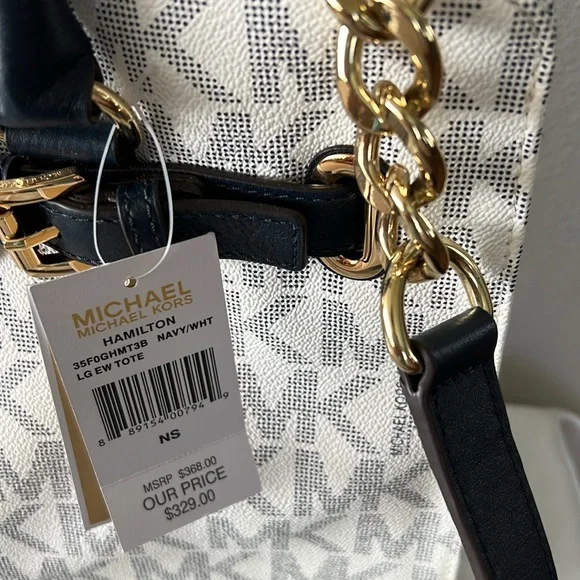 MICHAEL
MICHAEL KORS
HAMILTON
35F0GHMT3B NAVY/WHT
LG EW TOTE
8 89154 00794 9
NS
MSRP $368.00
OUR PRICE
$329.00
MICHAEL KORS